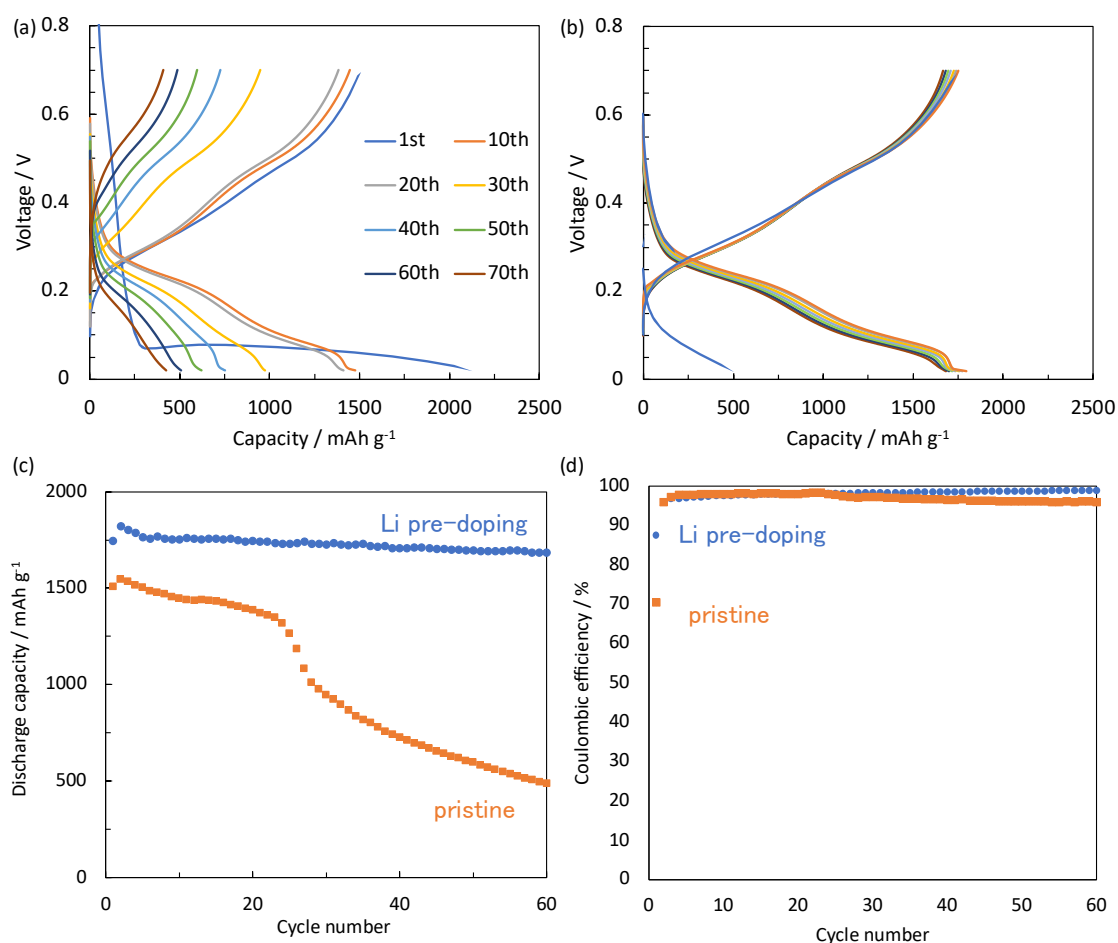 (a)
0.8
0.6
0.4
0.2
0
Voltage / V
1st 10th
20th 30th
40th 50th
60th 70th
0 500 1000 1500 2000 2500
Capacity / mAh g⁻¹
(b)
0.8
0.6
0.4
0.2
0
Voltage / V
0 500 1000 1500 2000 2500
Capacity / mAh g⁻¹
(c)
2000
1500
1000
500
0
Discharge capacity / mAh g⁻¹
Li pre-doping
pristine
0 20 40 60
Cycle number
(d)
100
90
80
70
60
50
40
30
20
10
0
Coulombic efficiency / %
Li pre-doping
pristine
0 10 20 30 40 50 60
Cycle number